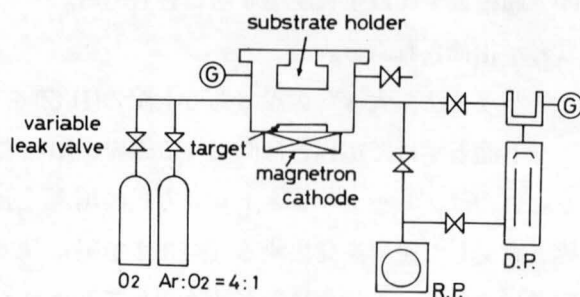 substrate holder
G
G
variable
leak valve
target
magnetron
cathode
O2
Ar:O2=4:1
R.P.
D.P.